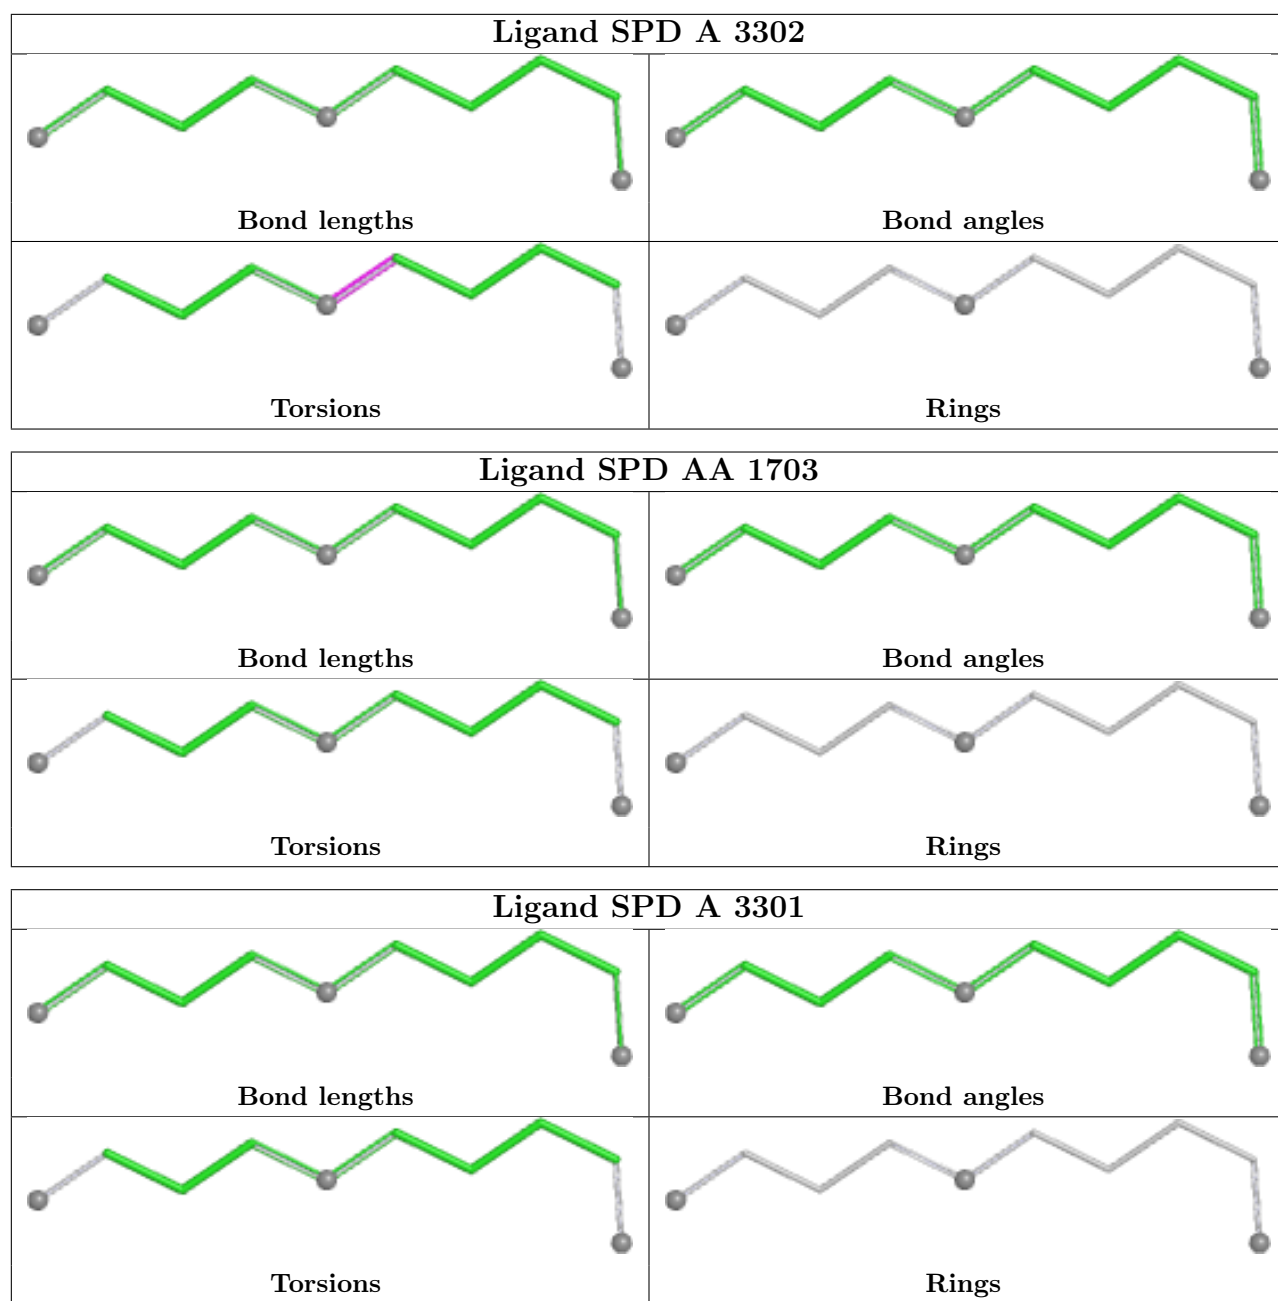 Ligand SPD A 3302
Bond lengths
Bond angles
Torsions
Rings
Ligand SPD AA 1703
Bond lengths
Bond angles
Torsions
Rings
Ligand SPD A 3301
Bond lengths
Bond angles
Torsions
Rings